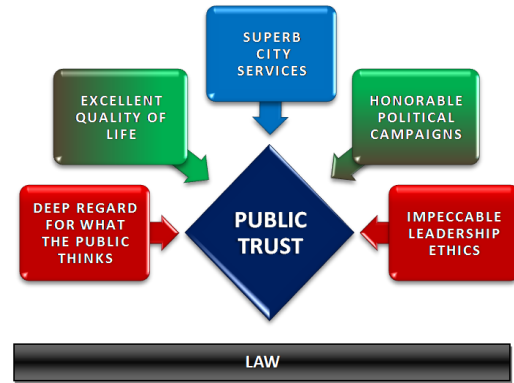 SUPERB
CITY
SERVICES
EXCELLENT
QUALITY OF
LIFE
HONORABLE
POLITICAL
CAMPAIGNS
DEEP REGARD
FOR WHAT
THE PUBLIC
THINKS
PUBLIC
TRUST
IMPECCABLE
LEADERSHIP
ETHICS
LAW